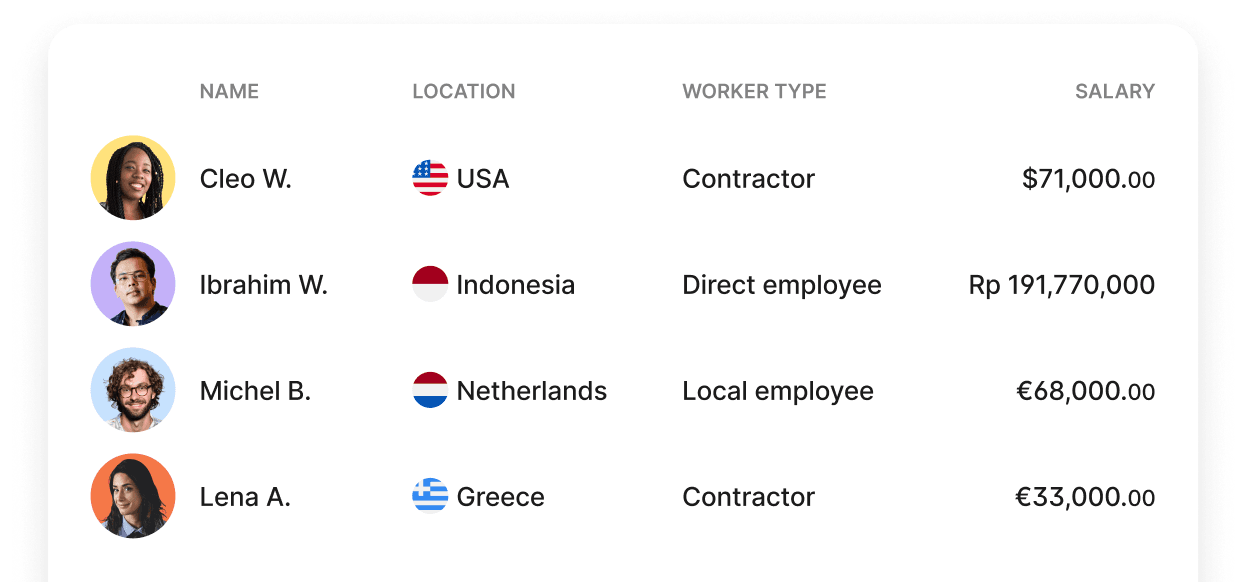 NAME LOCATION WORKER TYPE SALARY
Cleo W. USA Contractor $71,000.00
Ibrahim W. Indonesia Direct employee Rp 191,770,000
Michel B. Netherlands Local employee €68,000.00
Lena A. Greece Contractor €33,000.00